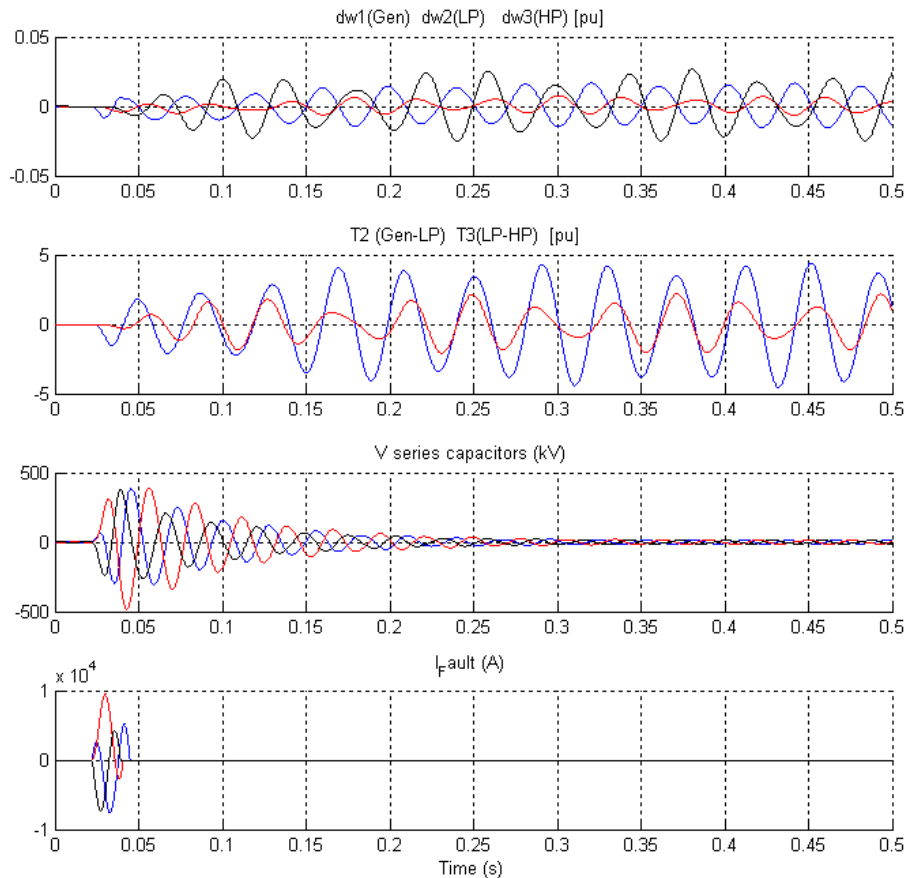 dw1(Gen) dw2(LP) dw3(HP) [pu]
0.05
0
-0.05
0 0.05 0.1 0.15 0.2 0.25 0.3 0.35 0.4 0.45 0.5
T2 (Gen-LP) T3(LP-HP) [pu]
5
0
-5
0 0.05 0.1 0.15 0.2 0.25 0.3 0.35 0.4 0.45 0.5
V series capacitors (kV)
500
0
-500
0 0.05 0.1 0.15 0.2 0.25 0.3 0.35 0.4 0.45 0.5
I_Fault (A)
x 10^4
1
0
-1
0 0.05 0.1 0.15 0.2 0.25 0.3 0.35 0.4 0.45 0.5
Time (s)